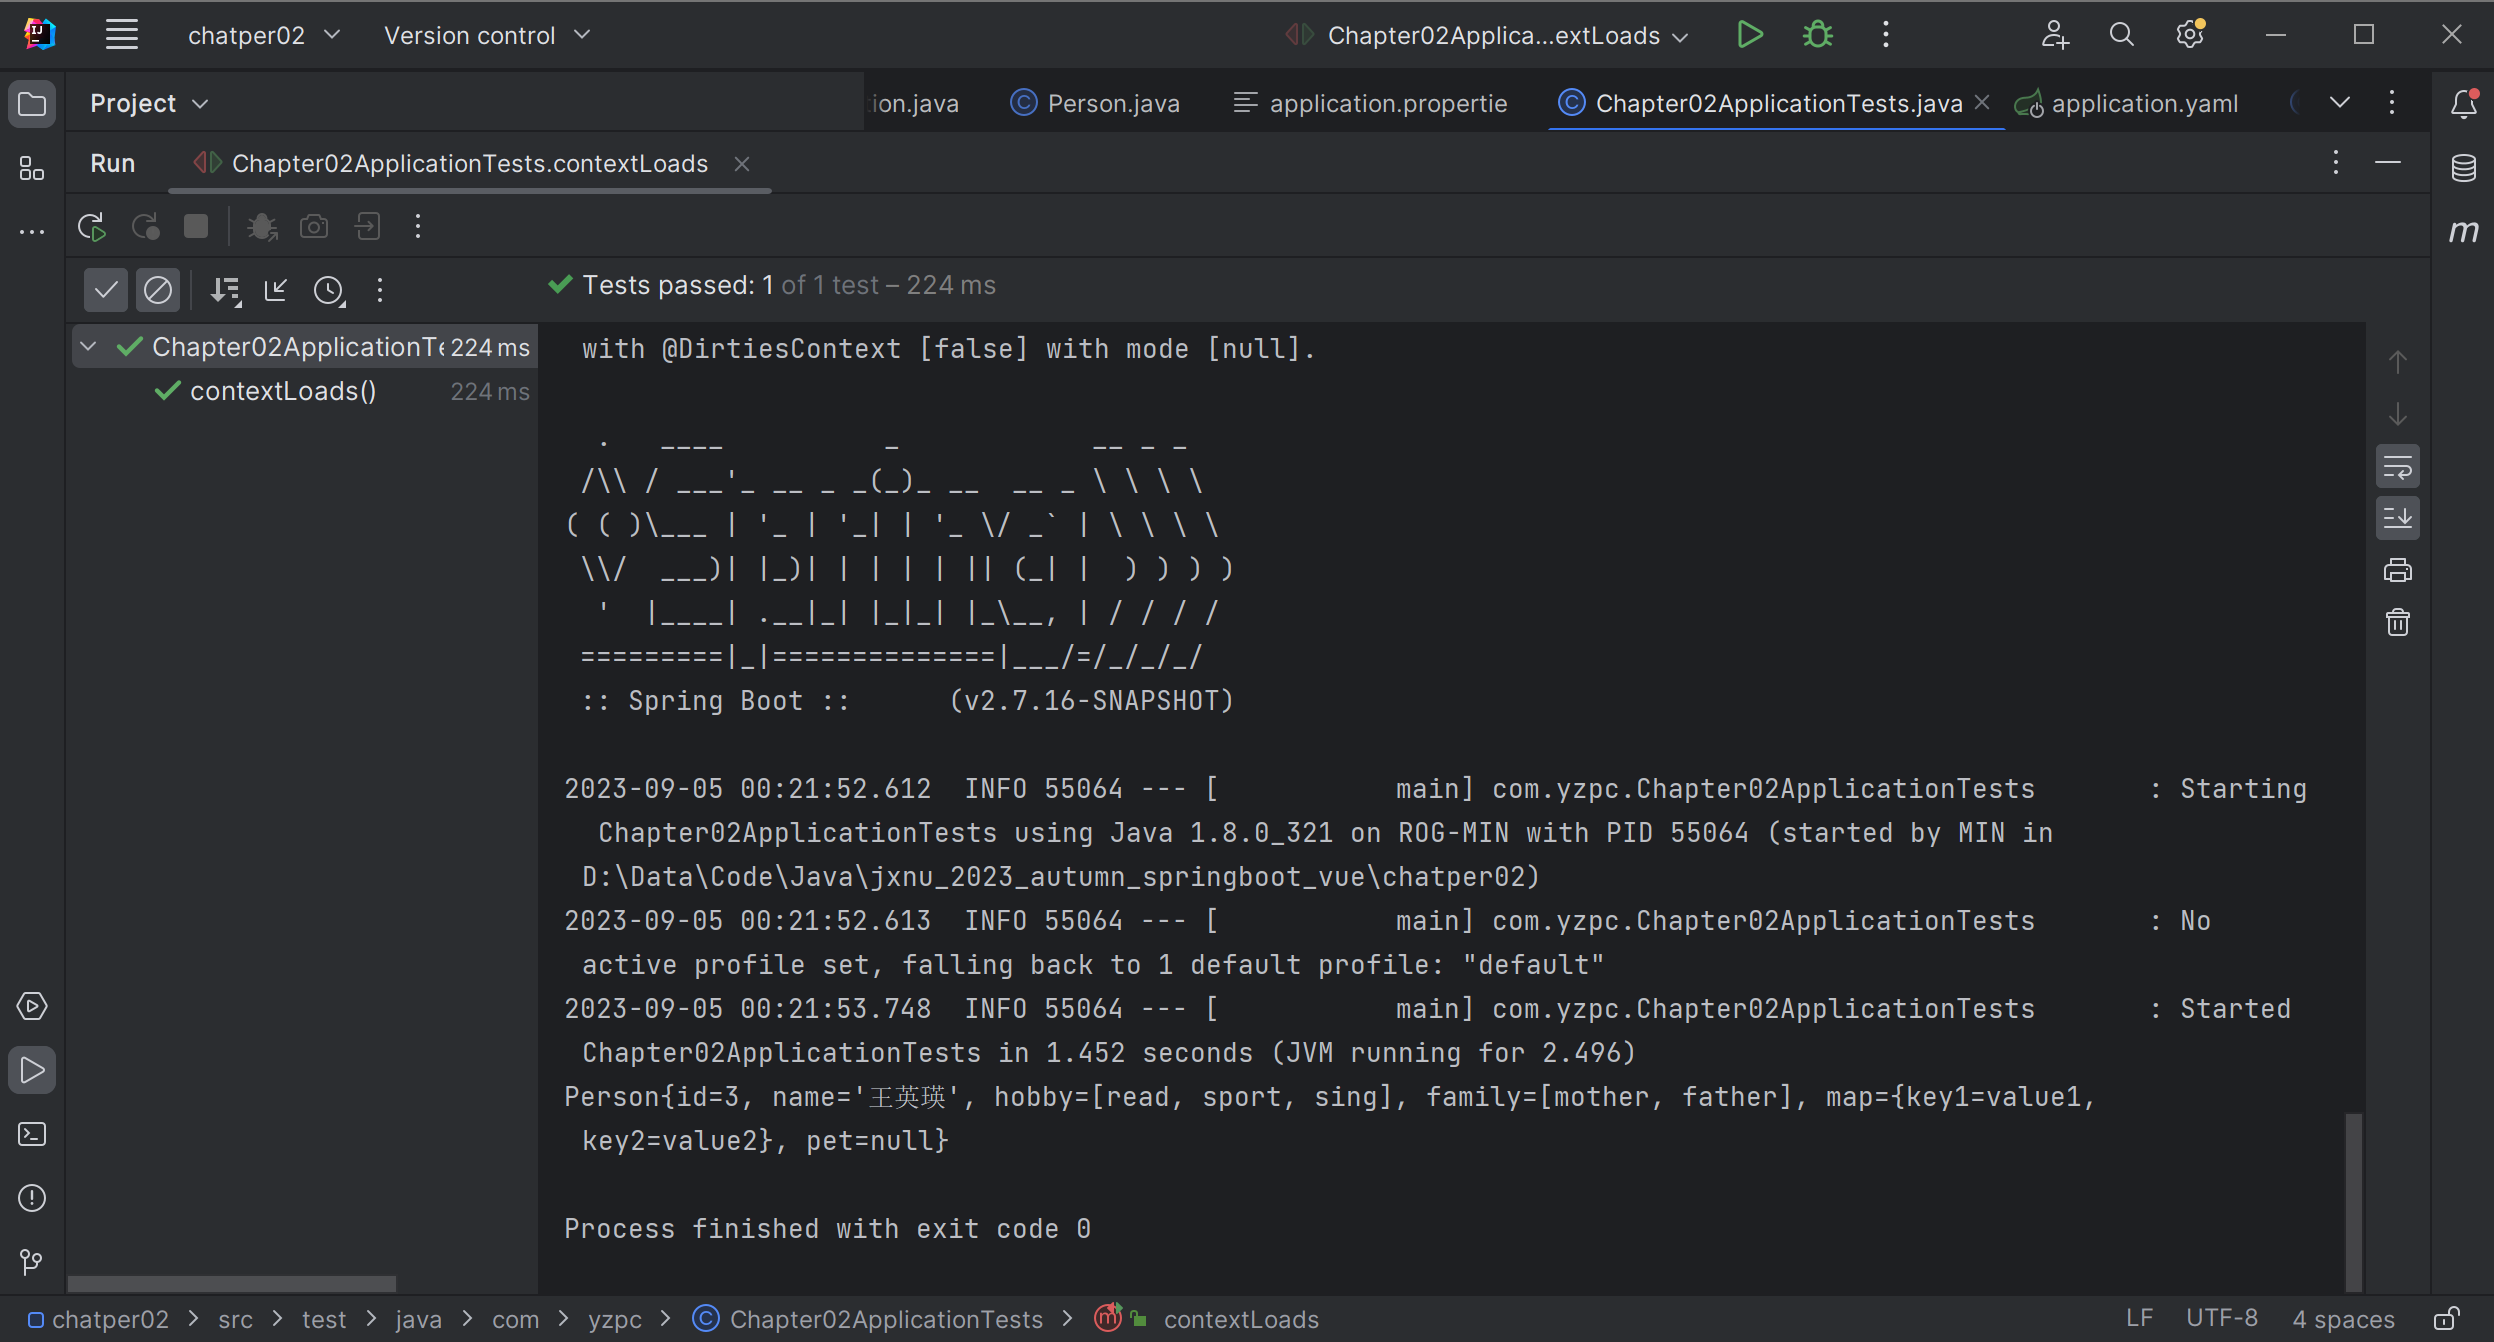 chatper02 Version control Chapter02Applica...extLoads
Project ion.java Person.java application.propertie Chapter02ApplicationTests.java application.yaml
Run Chapter02ApplicationTests.contextLoads
Tests passed: 1 of 1 test – 224 ms
Chapter02ApplicationTe 224 ms
contextLoads() 224 ms
with @DirtiesContext [false] with mode [null].
  .   ____          _            __ _ _
 /\\ / ___'_ __ _ _(_)_ __  __ _ \ \ \ \
( ( )\___ | '_ | '_| | '_ \/ _` | \ \ \ \
 \\/  ___)| |_)| | | | | || (_| |  ) ) ) )
  '  |____| .__|_| |_|_| |_\__, | / / / /
 =========|_|==============|___/=/_/_/_/
 :: Spring Boot ::      (v2.7.16-SNAPSHOT)
2023-09-05 00:21:52.612  INFO 55064 --- [           main] com.yzpc.Chapter02ApplicationTests       : Starting
Chapter02ApplicationTests using Java 1.8.0_321 on ROG-MIN with PID 55064 (started by MIN in
D:\Data\Code\Java\jxnu_2023_autumn_springboot_vue\chatper02)
2023-09-05 00:21:52.613  INFO 55064 --- [           main] com.yzpc.Chapter02ApplicationTests       : No
active profile set, falling back to 1 default profile: "default"
2023-09-05 00:21:53.748  INFO 55064 --- [           main] com.yzpc.Chapter02ApplicationTests       : Started
Chapter02ApplicationTests in 1.452 seconds (JVM running for 2.496)
Person{id=3, name='王英瑛', hobby=[read, sport, sing], family=[mother, father], map={key1=value1,
key2=value2}, pet=null}
Process finished with exit code 0
chatper02 > src > test > java > com > yzpc > Chapter02ApplicationTests > contextLoads LF UTF-8 4 spaces